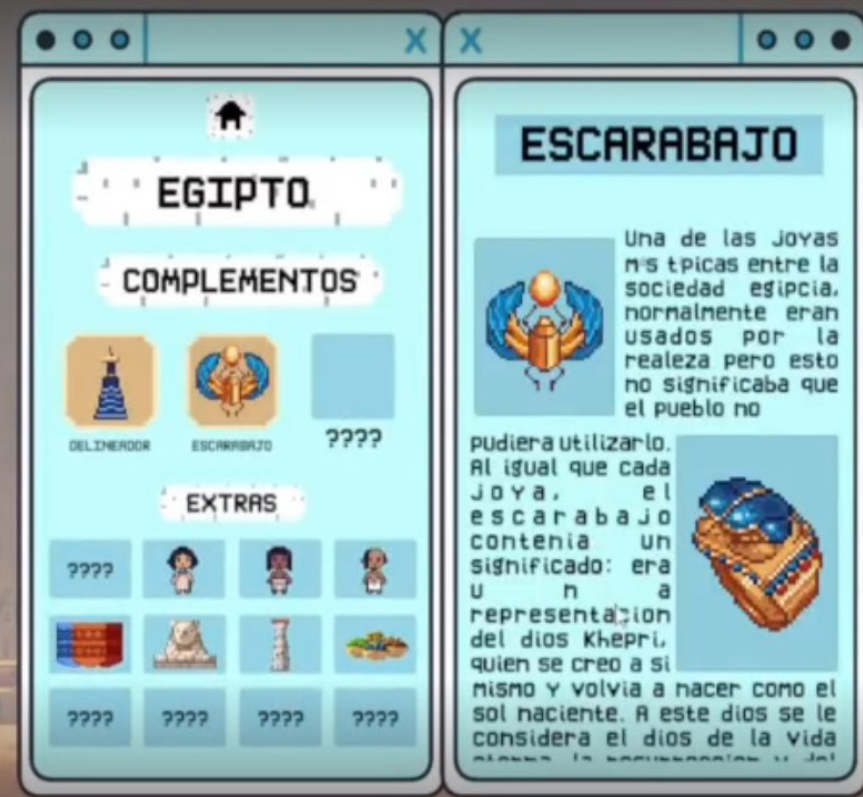 X
X
EGIPTO
COMPLEMENTOS
DELINEADOR
ESCARABAJO
????
EXTRAS
????
????
????
????
????
ESCARABAJO
Una de las Joyas
ms tpicas entre la
sociedad egipcia,
normalmente eran
usados por la
realeza pero esto
no significaba que
el pueblo no
pudiera utilizarlo.
Al igual que cada
Joya, el
escarabajo
contenia un
significado: era
u n a
representacion
del dios Khepri,
quien se creo a si
mismo y volvia a nacer como el
sol naciente. A este dios se le
considera el dios de la vida